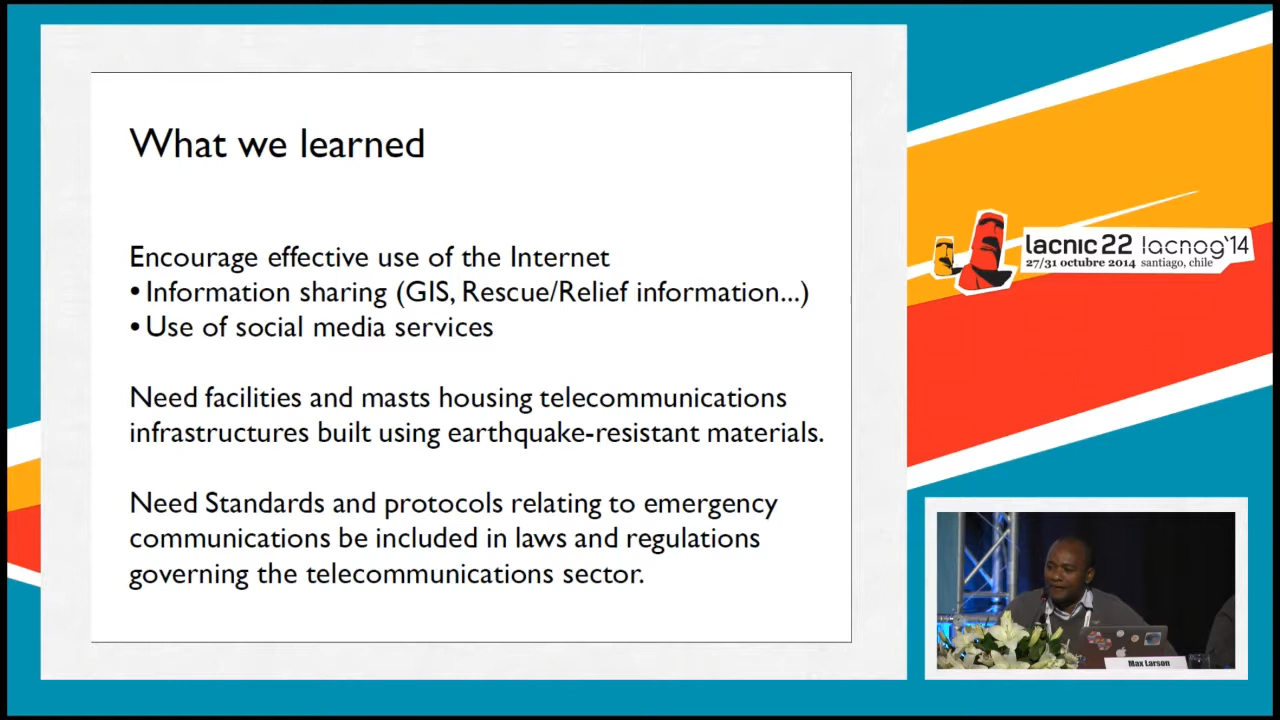 What we learned
Encourage effective use of the Internet
• Information sharing (GIS, Rescue/Relief information...)
• Use of social media services
Need facilities and masts housing telecommunications
infrastructures built using earthquake-resistant materials.
Need Standards and protocols relating to emergency
communications be included in laws and regulations
governing the telecommunications sector.
lacnic 22 lacnog'14
27/31 octubre 2014 santiago, chile
Max Larson